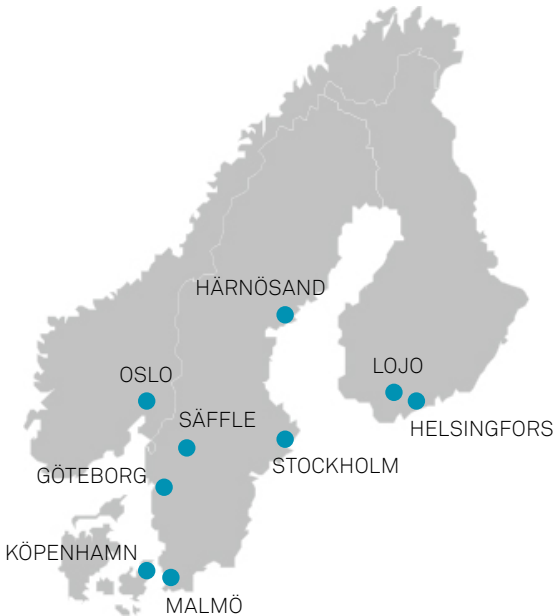 HÄRNÖSAND
LOJO
OSLO
SÄFFLE
HELSINGFORS
STOCKHOLM
GÖTEBORG
KÖPENHAMN
MALMÖ